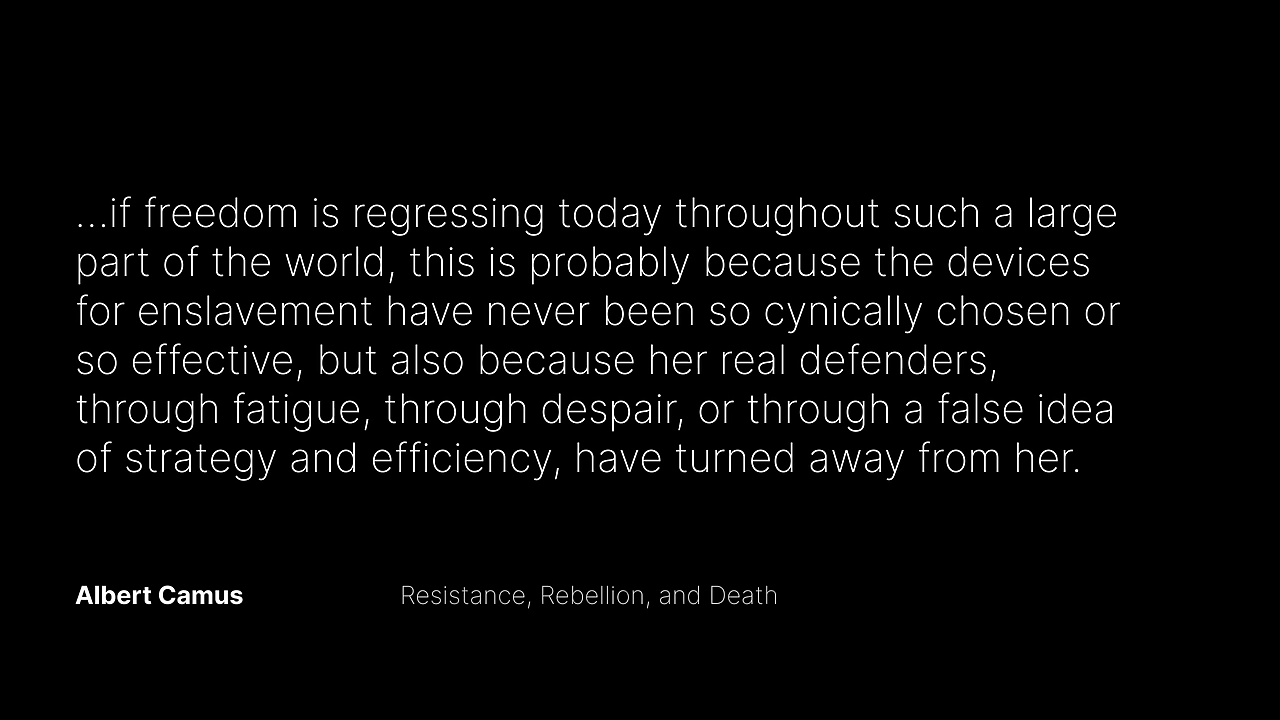 ...if freedom is regressing today throughout such a large
part of the world, this is probably because the devices
for enslavement have never been so cynically chosen or
so effective, but also because her real defenders,
through fatigue, through despair, or through a false idea
of strategy and efficiency, have turned away from her.
Albert Camus Resistance, Rebellion, and Death